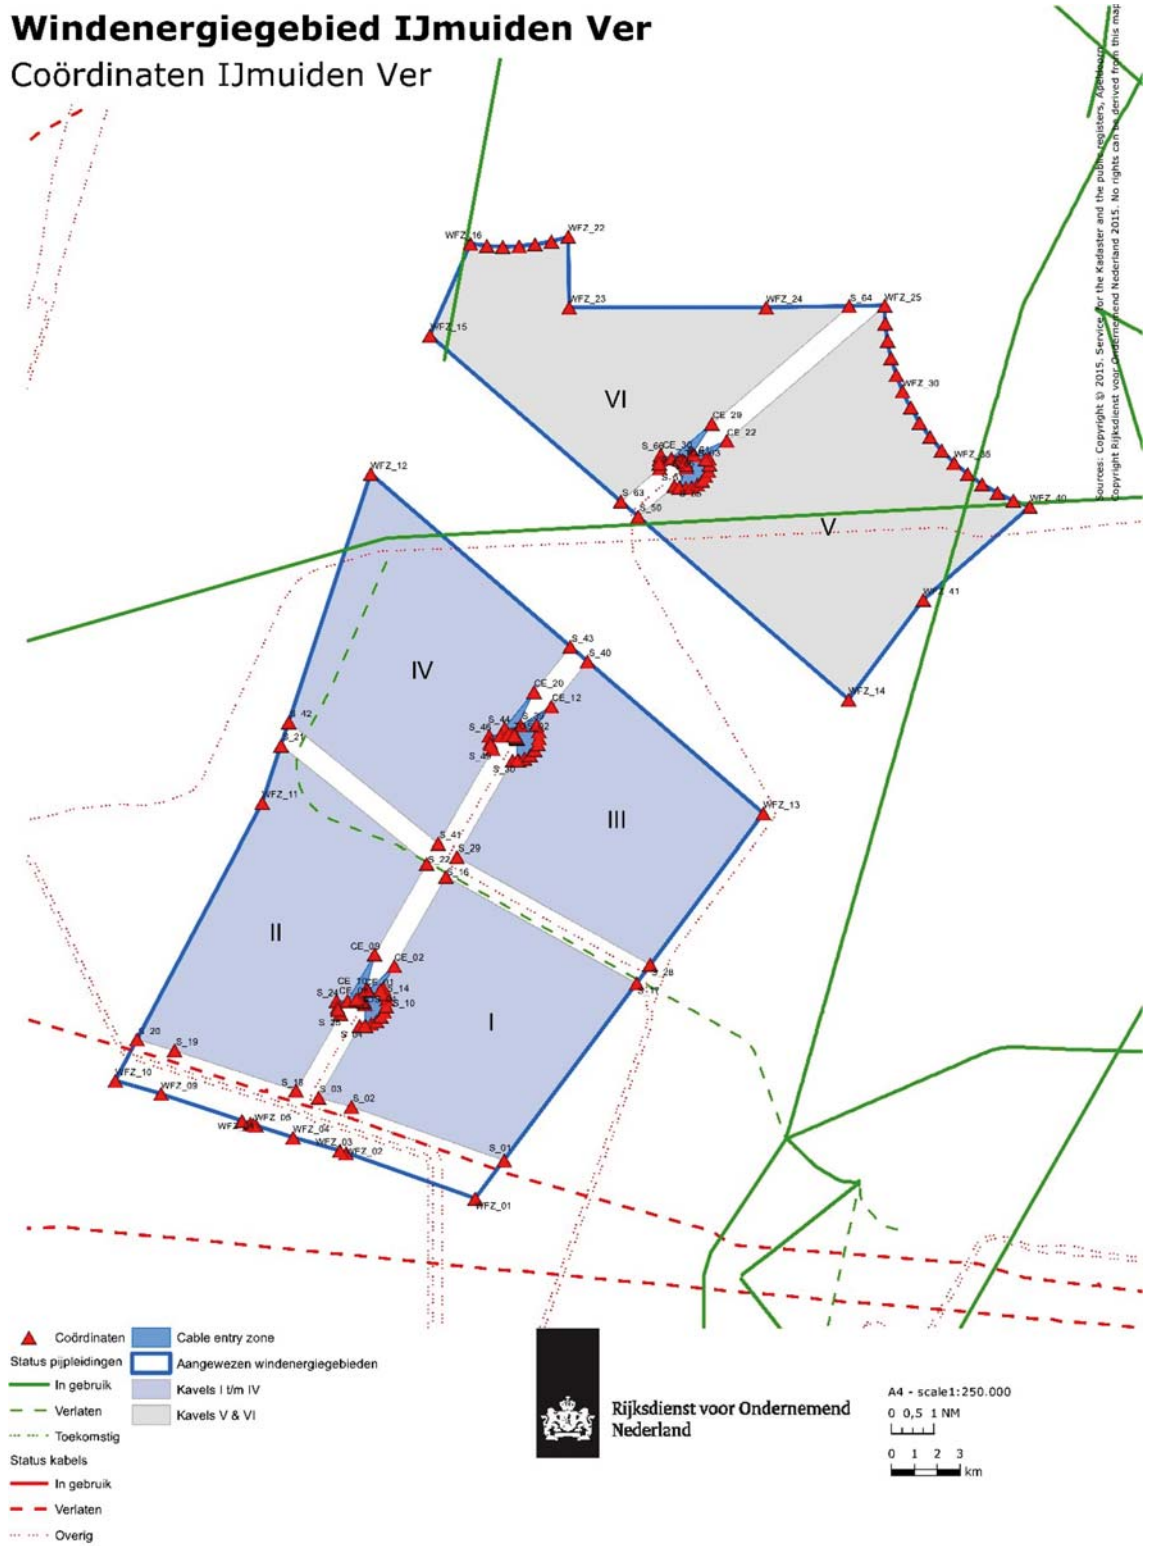 Windenergiegebied IJmuiden Ver
Coördinaten IJmuiden Ver
Sources: Copyright © 2015. Service for the Kadaster and the public registers, Apeldoorn
Copyright Rijksdienst voor Ondernemend Nederland 2015. No rights can be derived from this map
WFZ_16
WFZ_22
WFZ_23
WFZ_24
S_64
WFZ_25
WFZ_15
WFZ_30
VI
CE_29
CE_22
WFZ_35
WFZ_12
S_63
S_50
WFZ_40
V
WFZ_41
S_43
S_40
IV
WFZ_14
CE_20
CE_12
S_42
S_21
S_44
S_46
S_49
S_30
WFZ_11
WFZ_13
III
S_41
S_29
S_22
S_16
II
CE_09
CE_02
S_28
S_14
S_10
I
S_20
S_19
WFZ_10
WFZ_09
S_18
S_03
S_02
WFZ_05
WFZ_04
WFZ_03
WFZ_02
S_01
WFZ_01
Coördinaten
Status pijpleidingen
In gebruik
Verlaten
Toekomstig
Status kabels
In gebruik
Verlaten
Overig
Cable entry zone
Aangewezen windenergiegebieden
Kavels I t/m IV
Kavels V & VI
Rijksdienst voor Ondernemend
Nederland
A4 - scale1:250.000
0 0,5 1 NM
0 1 2 3
km